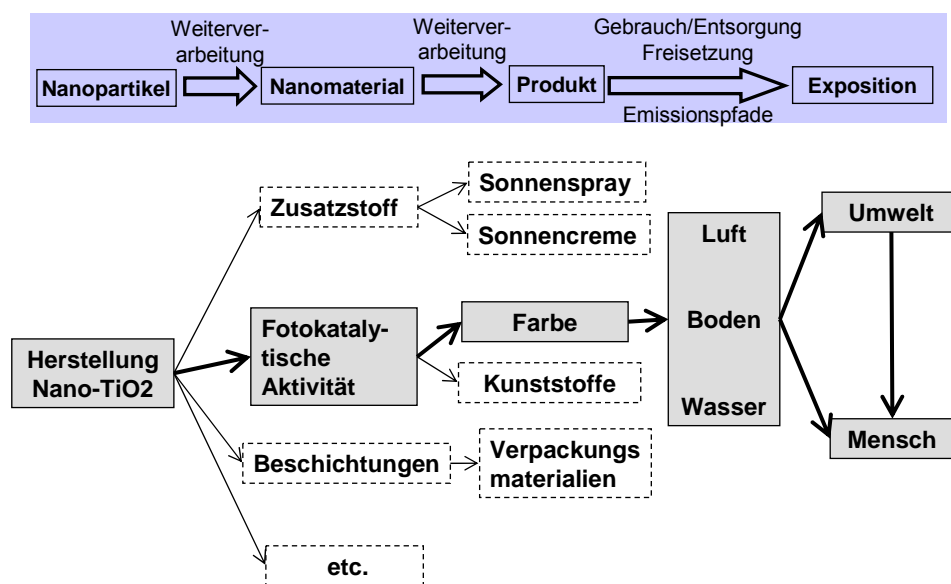 Weiterver-
arbeitung
Weiterver-
arbeitung
Gebrauch/Entsorgung
Freisetzung
Nanopartikel
Nanomaterial
Produkt
Exposition
Emissionspfade
Zusatzstoff
Sonnenspray
Sonnencreme
Herstellung
Nano-TiO2
Fotokataly-
tische
Aktivität
Farbe
Kunststoffe
Beschichtungen
Verpackungs
materialien
etc.
Luft
Boden
Wasser
Umwelt
Mensch